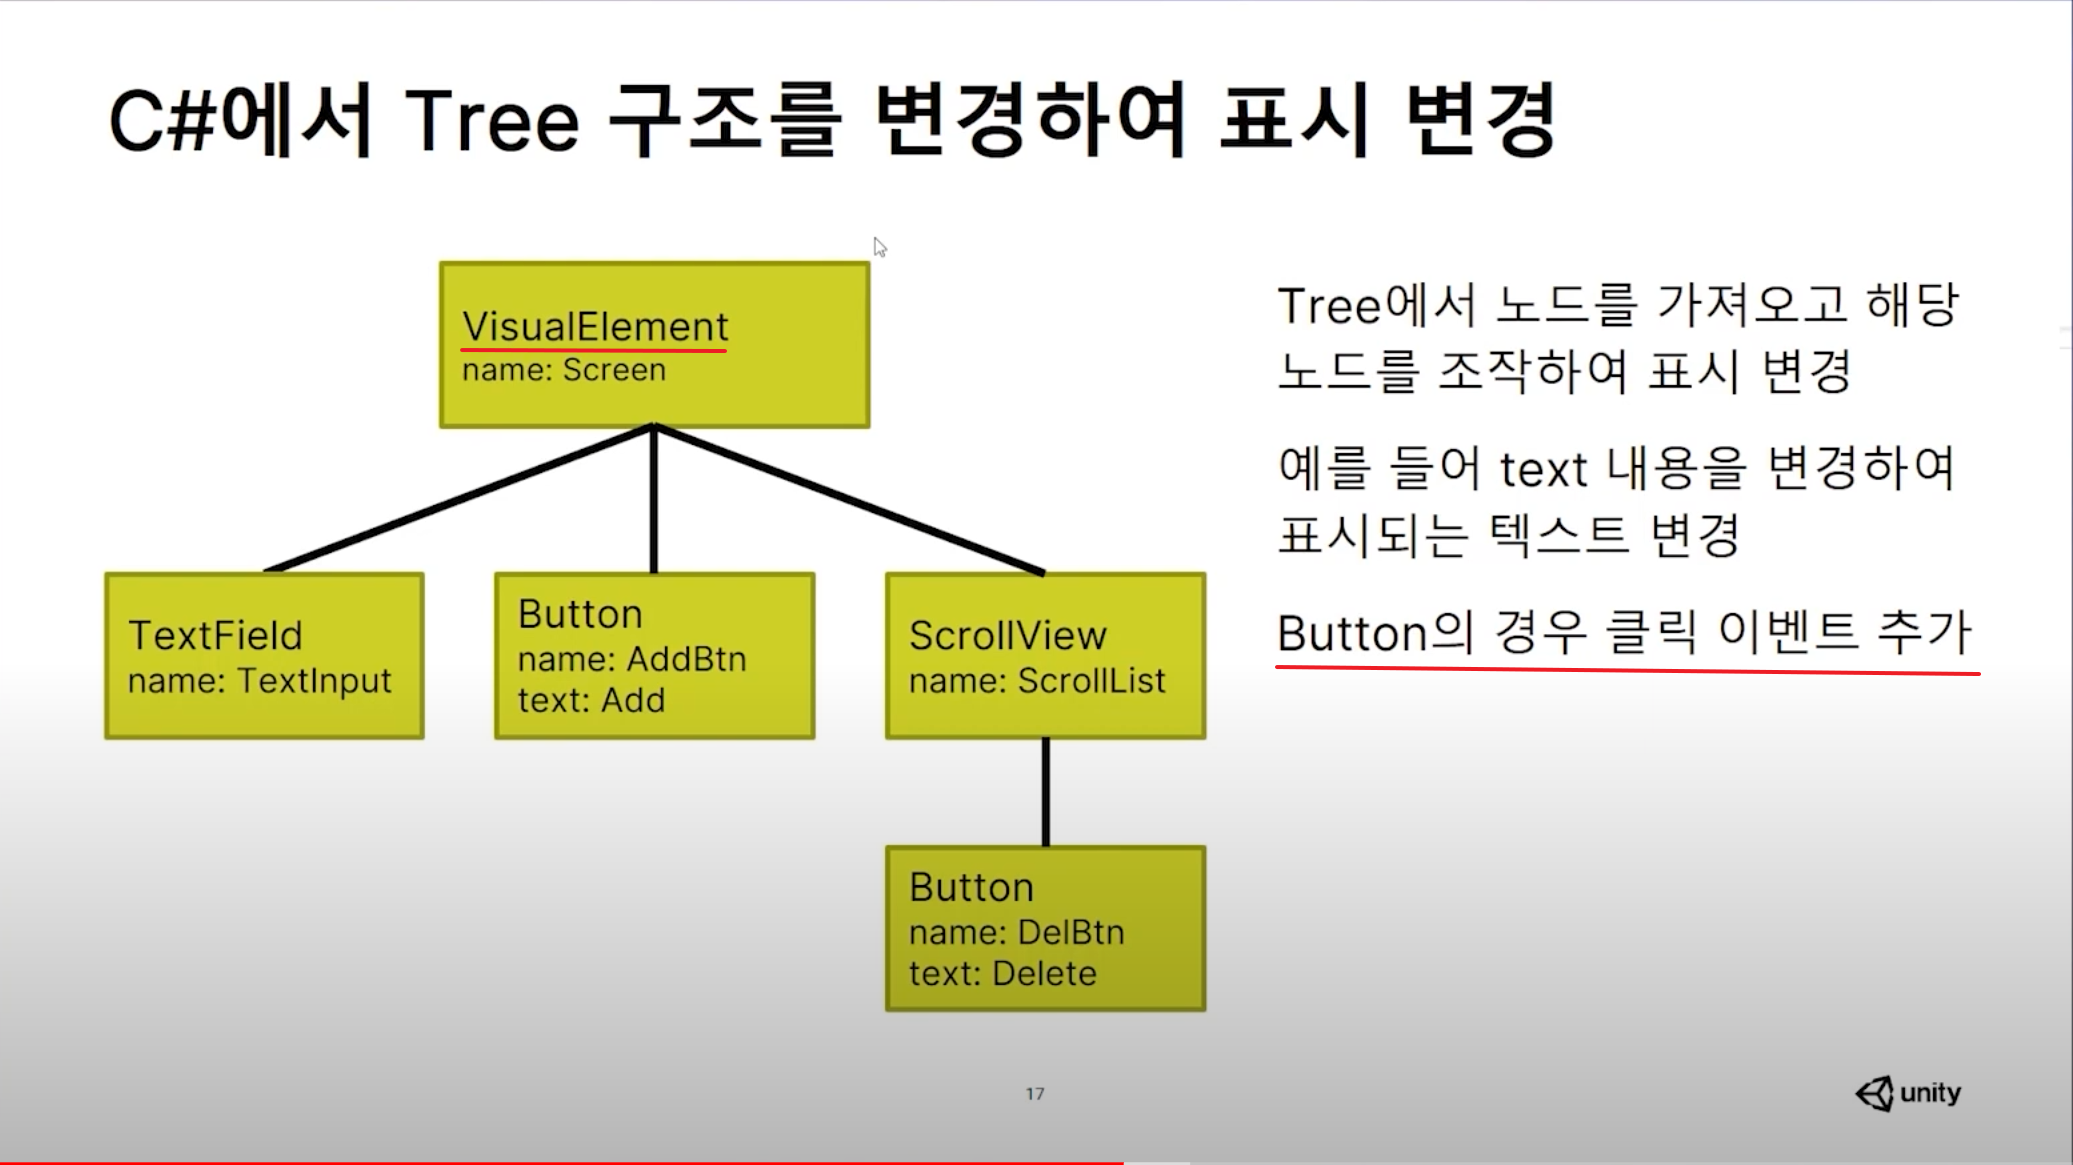 C#에서 Tree 구조를 변경하여 표시 변경
VisualElement
name: Screen
TextField
name: TextInput
Button
name: AddBtn
text: Add
ScrollView
name: ScrollList
Button
name: DelBtn
text: Delete
Tree에서 노드를 가져오고 해당
노드를 조작하여 표시 변경
예를 들어 text 내용을 변경하여
표시되는 텍스트 변경
Button의 경우 클릭 이벤트 추가
17
unity